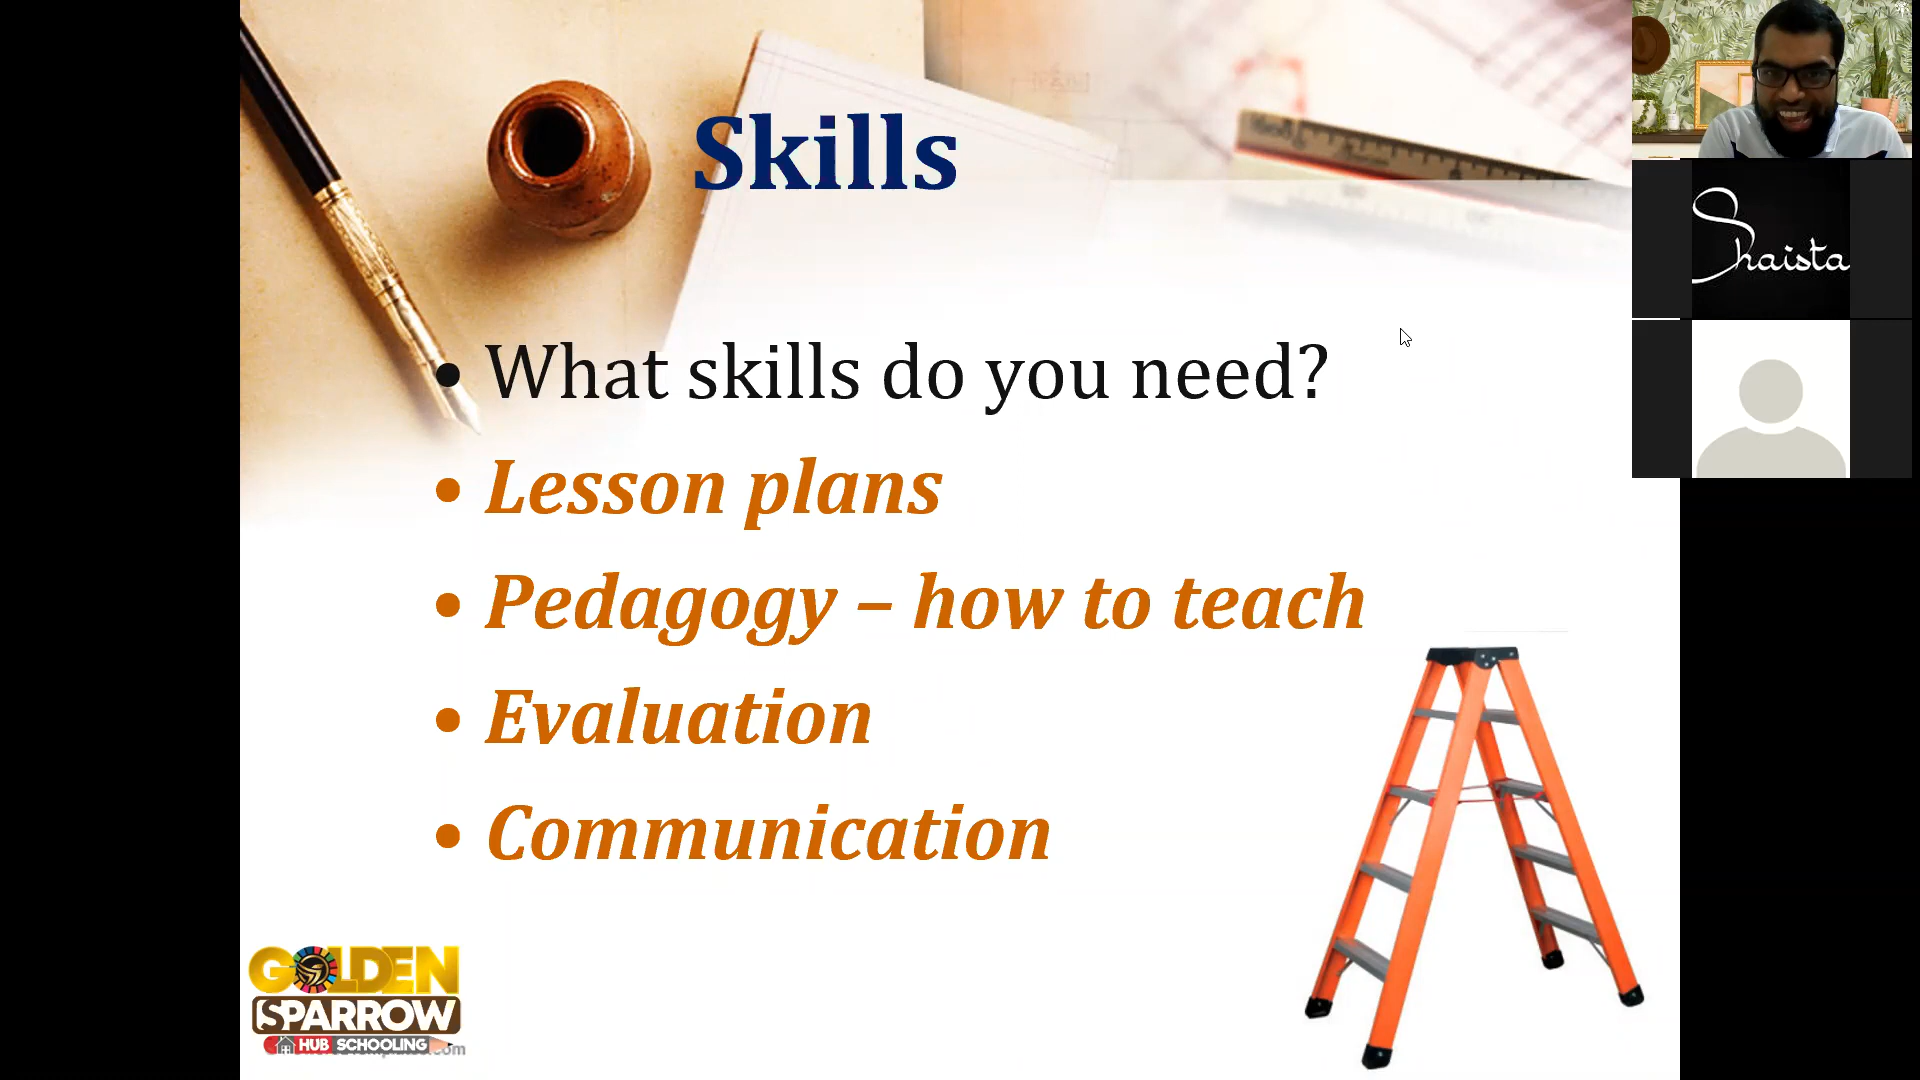 Skills
• What skills do you need?
• Lesson plans
• Pedagogy – how to teach
• Evaluation
• Communication
Shaista
GOLDEN
SPARROW
HUB SCHOOLING